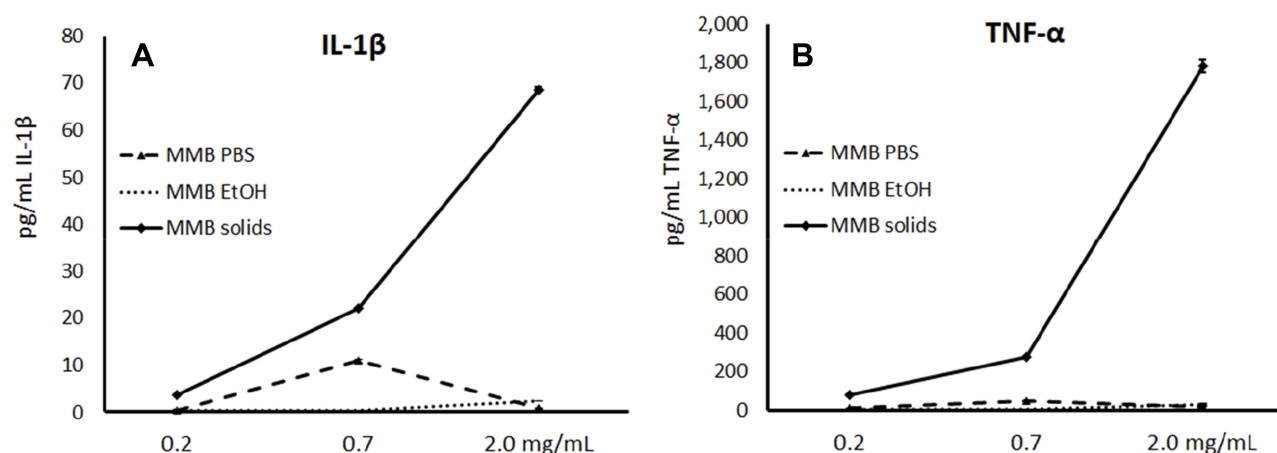 A
IL-1β
80
70
60
50
40
30
20
10
0
pg/mL IL-1β
MMB PBS
MMB EtOH
MMB solids
0.2 0.7 2.0 mg/mL
B
TNF-α
2,000
1,800
1,600
1,400
1,200
1,000
800
600
400
200
0
pg/mL TNF-α
MMB PBS
MMB EtOH
MMB solids
0.2 0.7 2.0 mg/mL